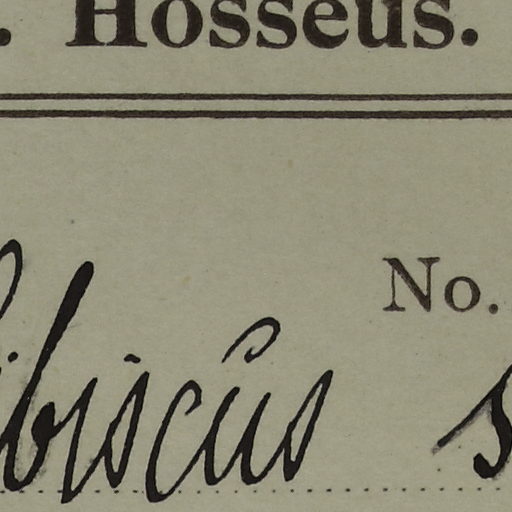 . Hosseus.
No.
ibiscus s